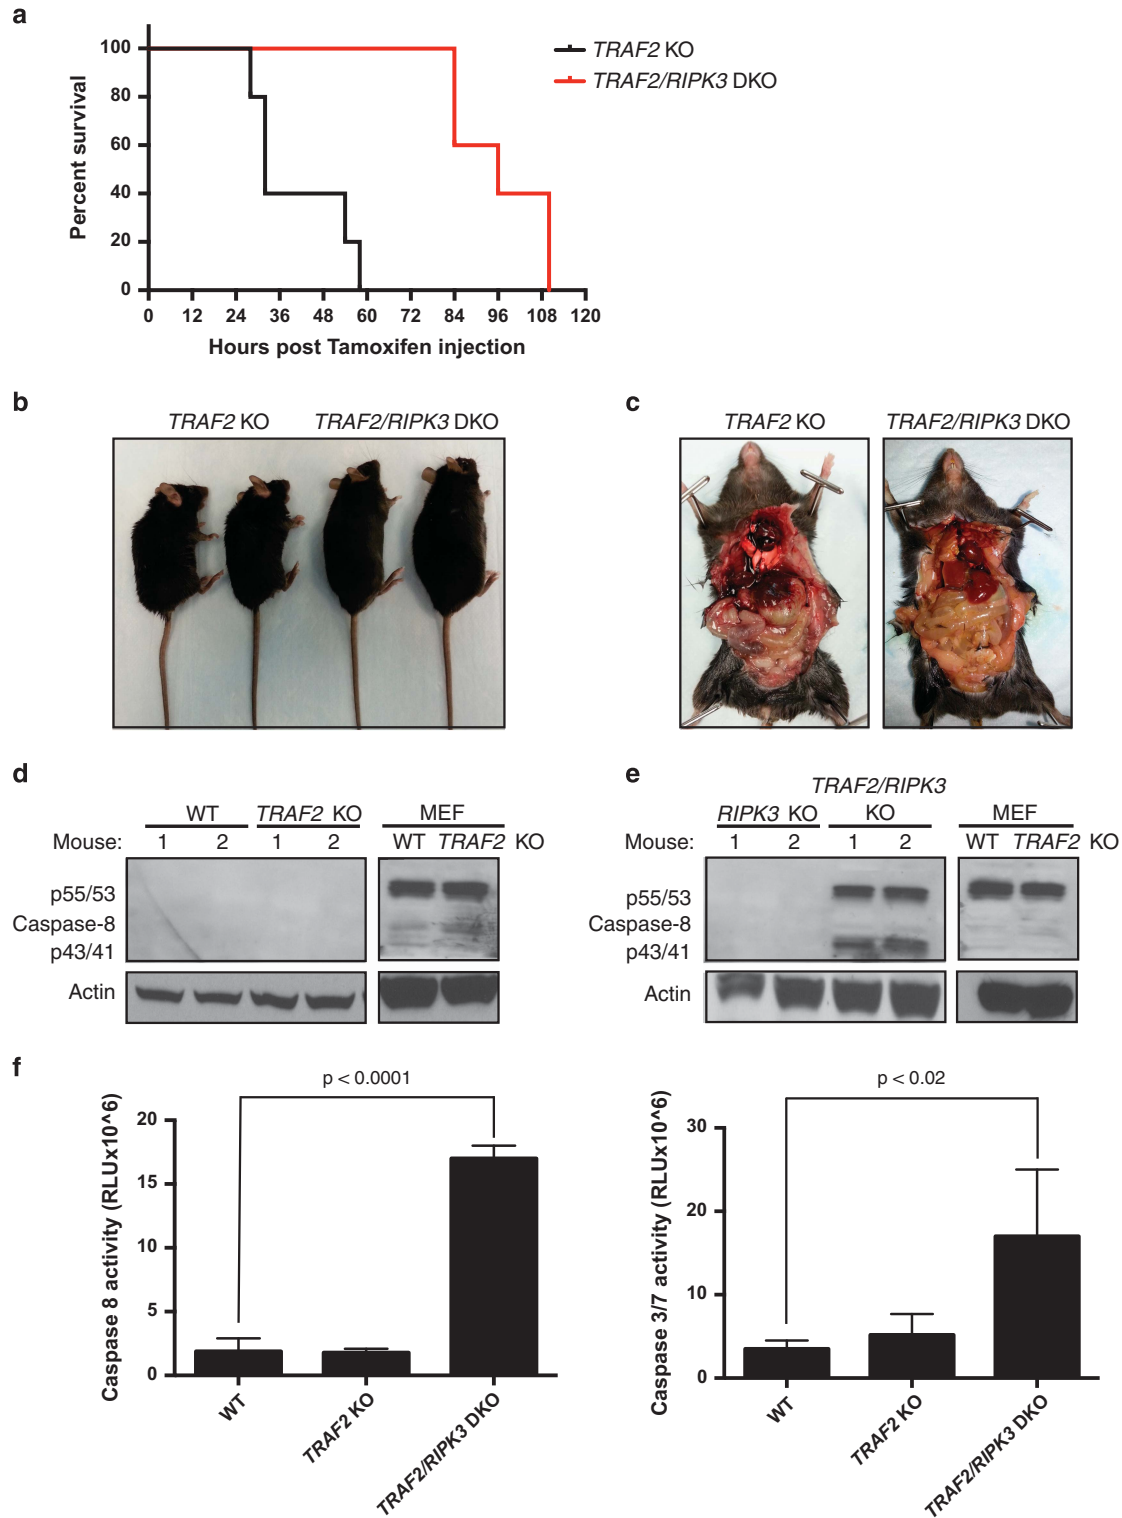 a
100
80
60
40
20
0
Percent survival
0 12 24 36 48 60 72 84 96 108 120
Hours post Tamoxifen injection
TRAF2 KO
TRAF2/RIPK3 DKO
b
TRAF2 KO TRAF2/RIPK3 DKO
c
TRAF2 KO TRAF2/RIPK3 DKO
d
WT TRAF2 KO MEF
Mouse: 1 2 1 2 WT TRAF2 KO
p55/53
Caspase-8
p43/41
Actin
e
TRAF2/RIPK3
RIPK3 KO KO MEF
Mouse: 1 2 1 2 WT TRAF2 KO
p55/53
Caspase-8
p43/41
Actin
f
p < 0.0001
20
15
10
5
0
Caspase 8 activity (RLUx10^6)
WT
TRAF2 KO
TRAF2/RIPK3 DKO
p < 0.02
30
20
10
0
Caspase 3/7 activity (RLUx10^6)
WT
TRAF2 KO
TRAF2/RIPK3 DKO